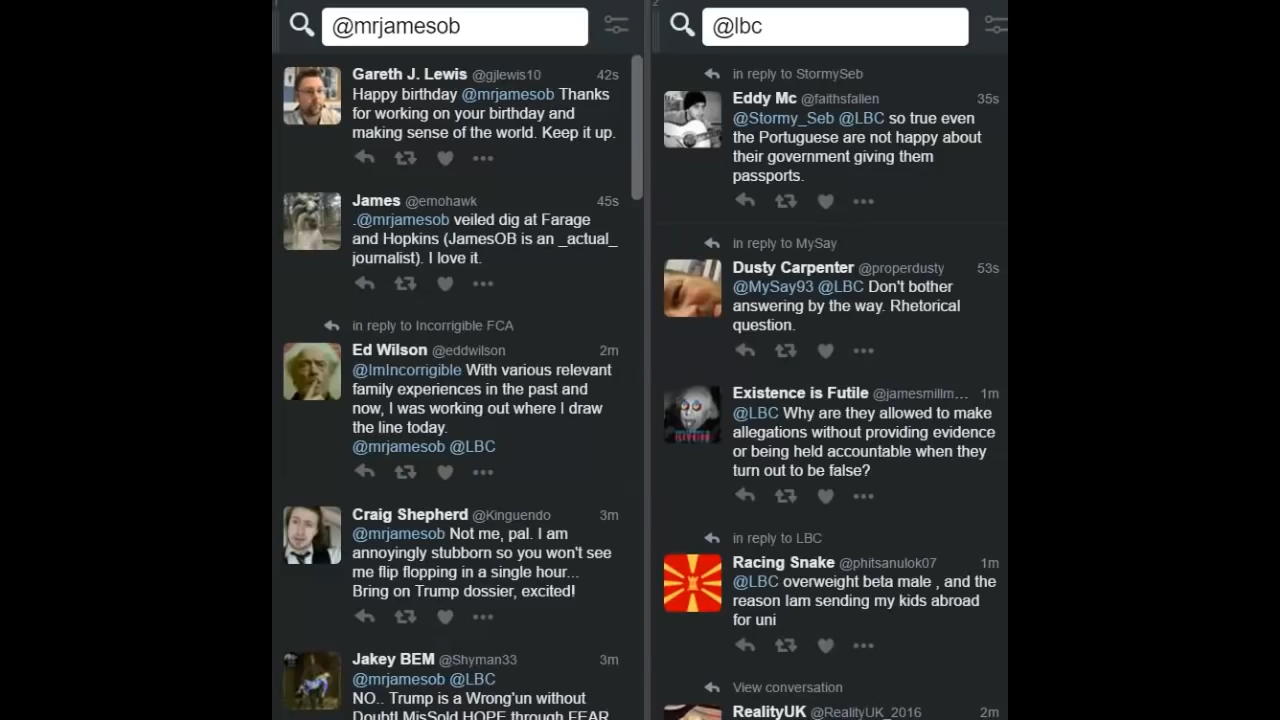 @mrjamesob
Gareth J. Lewis @gjlewis10 42s
Happy birthday @mrjamesob Thanks
for working on your birthday and
making sense of the world. Keep it up.
James @emohawk 45s
.@mrjamesob veiled dig at Farage
and Hopkins (JamesOB is an _actual_
journalist). I love it.
in reply to Incorrigible FCA
Ed Wilson @eddwilson 2m
@ImIncorrigible With various relevant
family experiences in the past and
now, I was working out where I draw
the line today.
@mrjamesob @LBC
Craig Shepherd @Kinguendo 3m
@mrjamesob Not me, pal. I am
annoyingly stubborn so you won't see
me flip flopping in a single hour...
Bring on Trump dossier, excited!
Jakey BEM @Shyman33 3m
@mrjamesob @LBC
NO.. Trump is a Wrong'un without
Doubt! MisSold HOPE through FEAR
2
@lbc
in reply to StormySeb
Eddy Mc @faithsfallen 35s
@Stormy_Seb @LBC so true even
the Portuguese are not happy about
their government giving them
passports.
in reply to MySay
Dusty Carpenter @properdusty 53s
@MySay93 @LBC Don't bother
answering by the way. Rhetorical
question.
Existence is Futile @jamesmillm... 1m
@LBC Why are they allowed to make
allegations without providing evidence
or being held accountable when they
turn out to be false?
in reply to LBC
Racing Snake @phitsanulok07 1m
@LBC overweight beta male , and the
reason Iam sending my kids abroad
for uni
View conversation
RealityUK @RealityUK_2016 2m